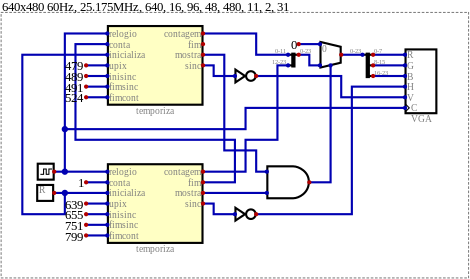 640x480 60Hz, 25.175MHz, 640, 16, 96, 48, 480, 11, 2, 31
relogio contagem
conta fim
inicializa mostra
479 upix sinc
489 inisinc
491 fimsinc
524 fimcont
temporiza
0
0
0-11
12-23
0-23
0-23
0-7
8-15
16-23
R
G
B
V
H
C
VGA
relogio contagem
1 conta fim
R inicializa mostra
639 upix sinc
655 inisinc
751 fimsinc
799 fimcont
temporiza